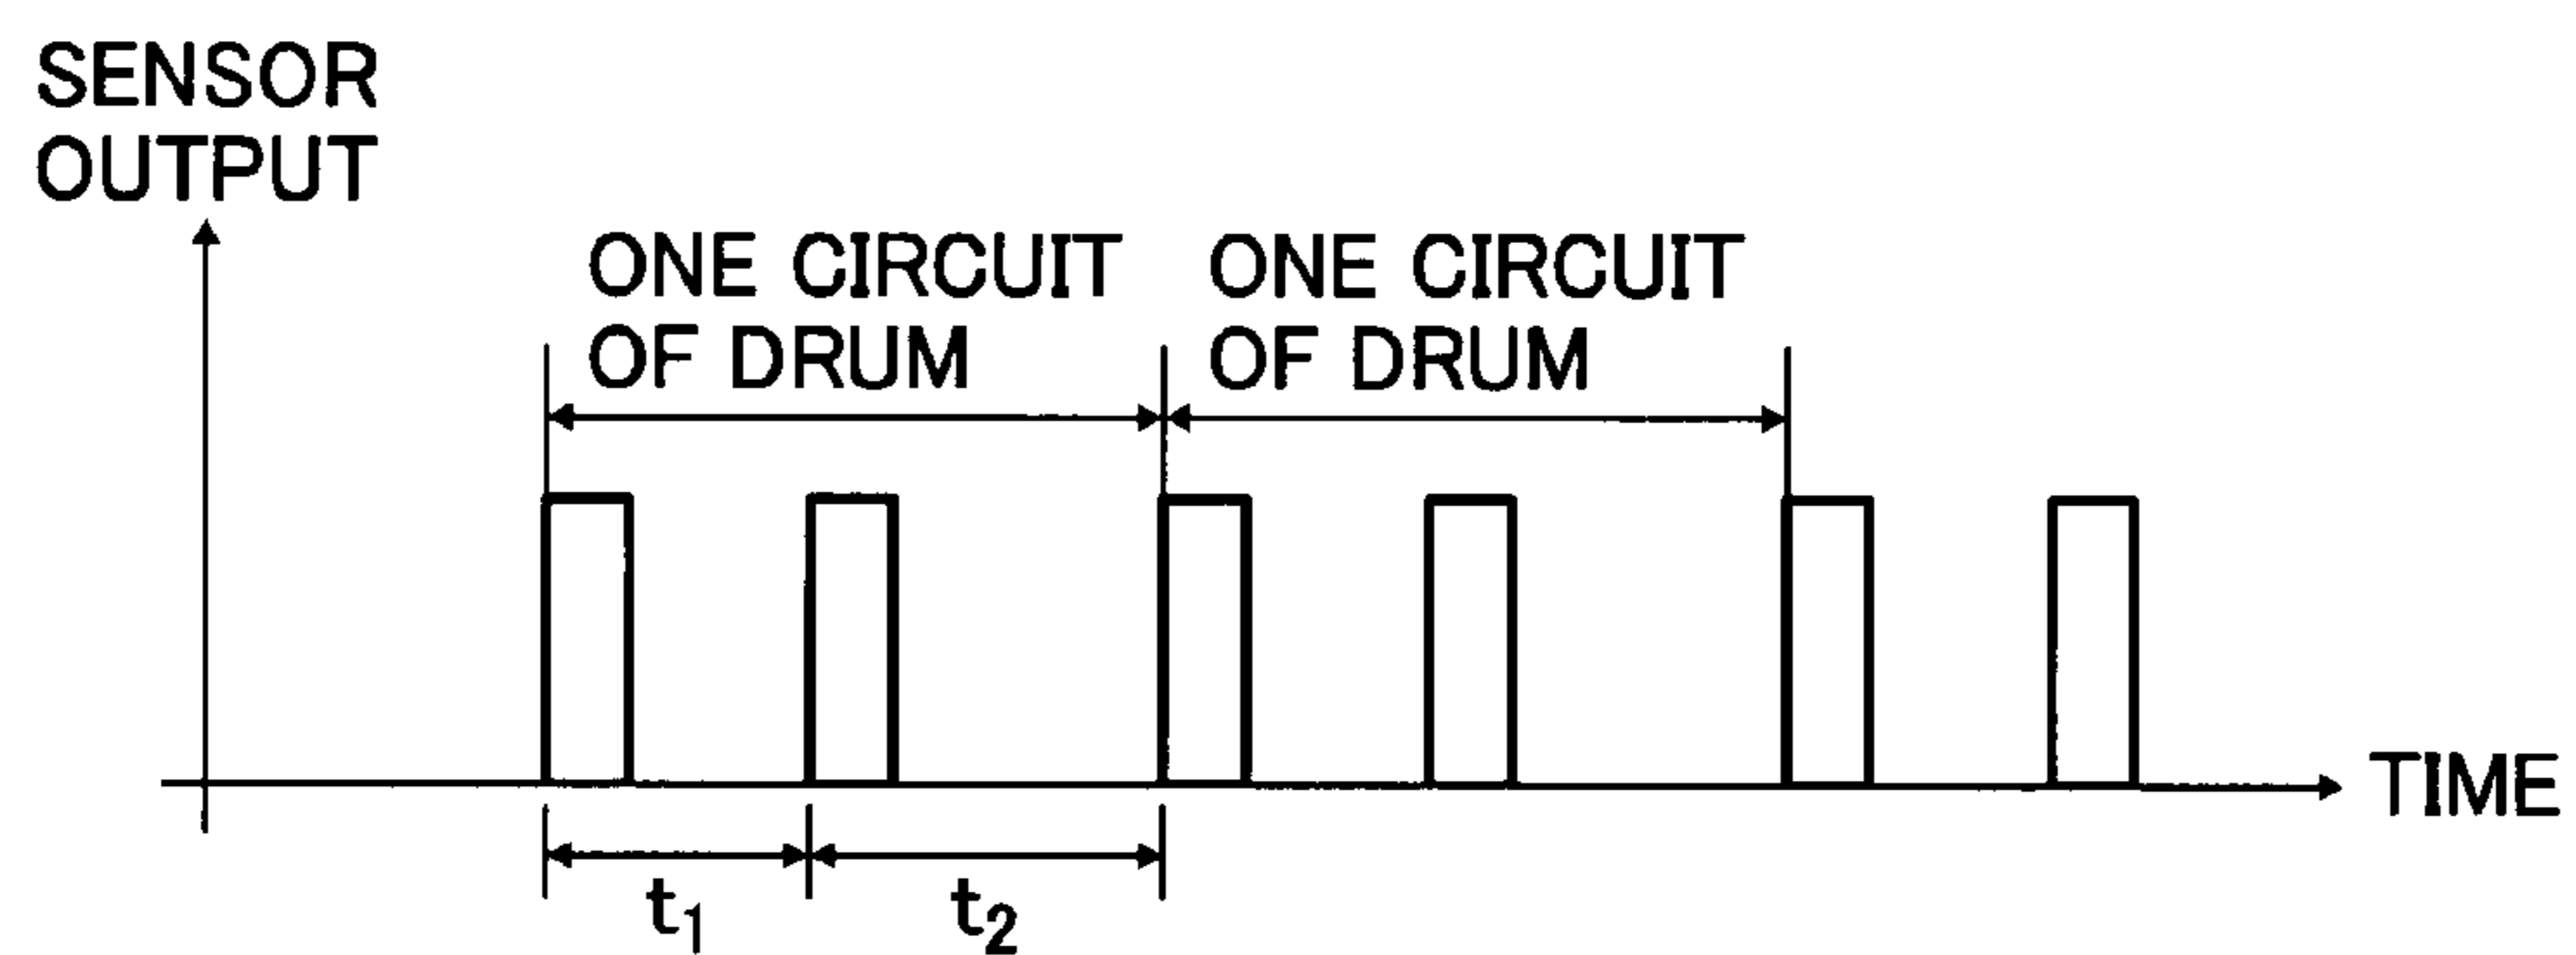 SENSOR
OUTPUT
ONE CIRCUIT
OF DRUM
ONE CIRCUIT
OF DRUM
TIME
t₁
t₂